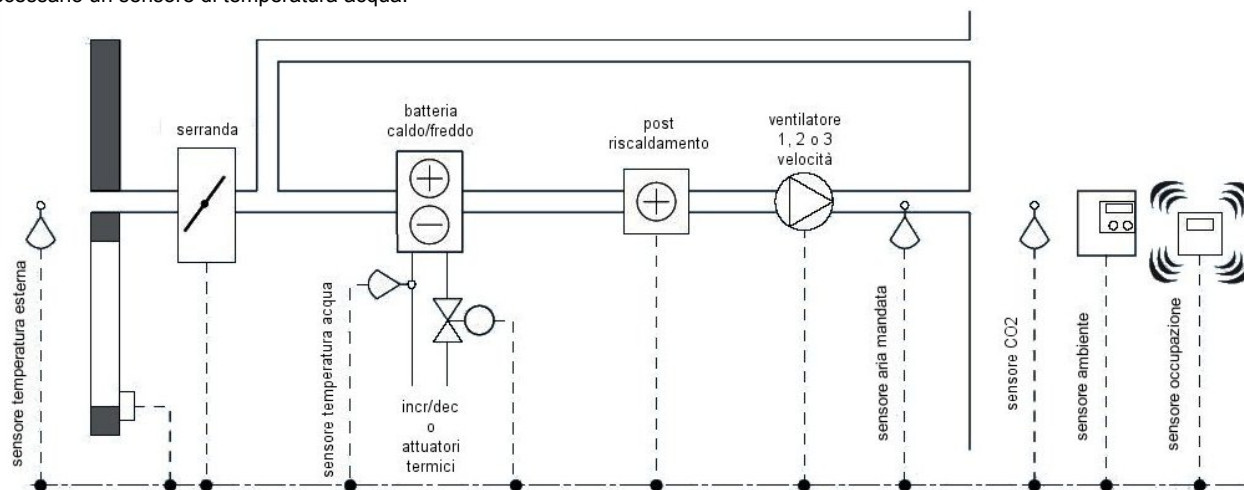 un sensore di temperatura acqua.
serranda
batteria
caldo/freddo
post
riscaldamento
ventilatore
1, 2 o 3
velocità
sensore temperatura esterna
sensore temperatura acqua
incr/dec
o
attuatori
termici
sensore aria mandata
sensore CO2
sensore ambiente
sensore occupazione